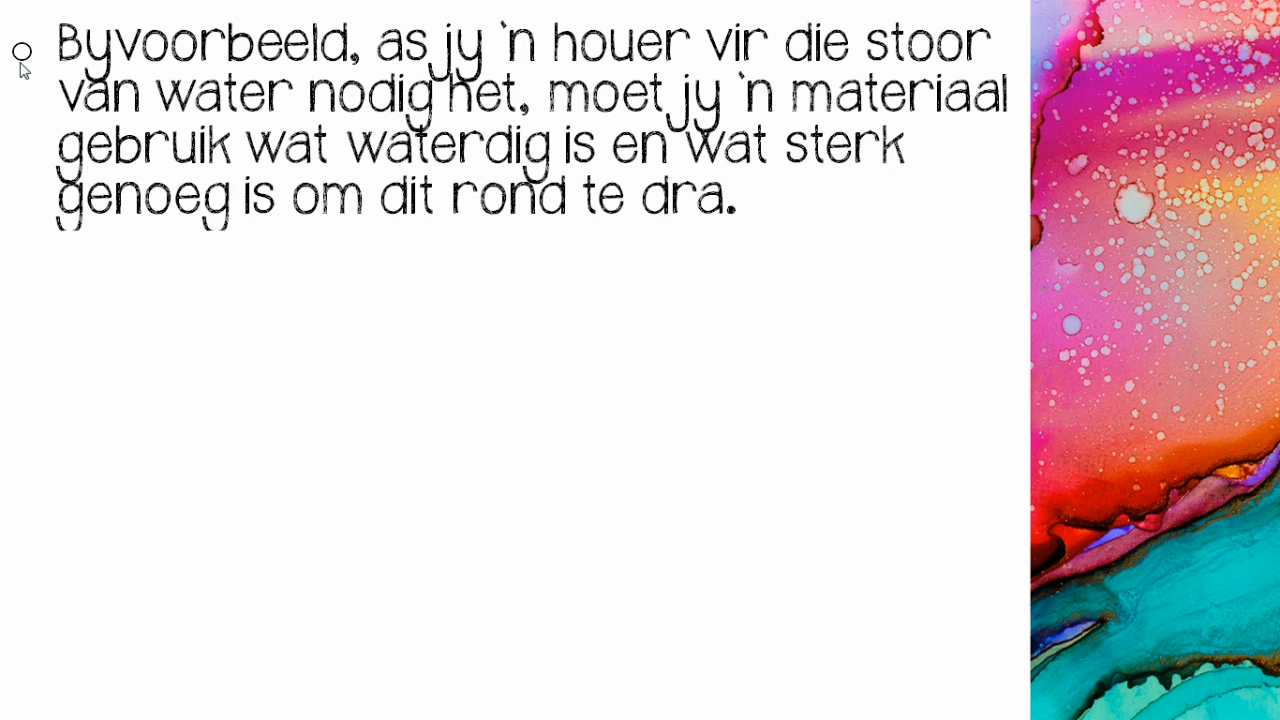 Byvoorbeeld, as jy 'n houer vir die stoor
van water nodig het, moet jy 'n materiaal
gebruik wat waterdig is en wat sterk
genoeg is om dit rond te dra.